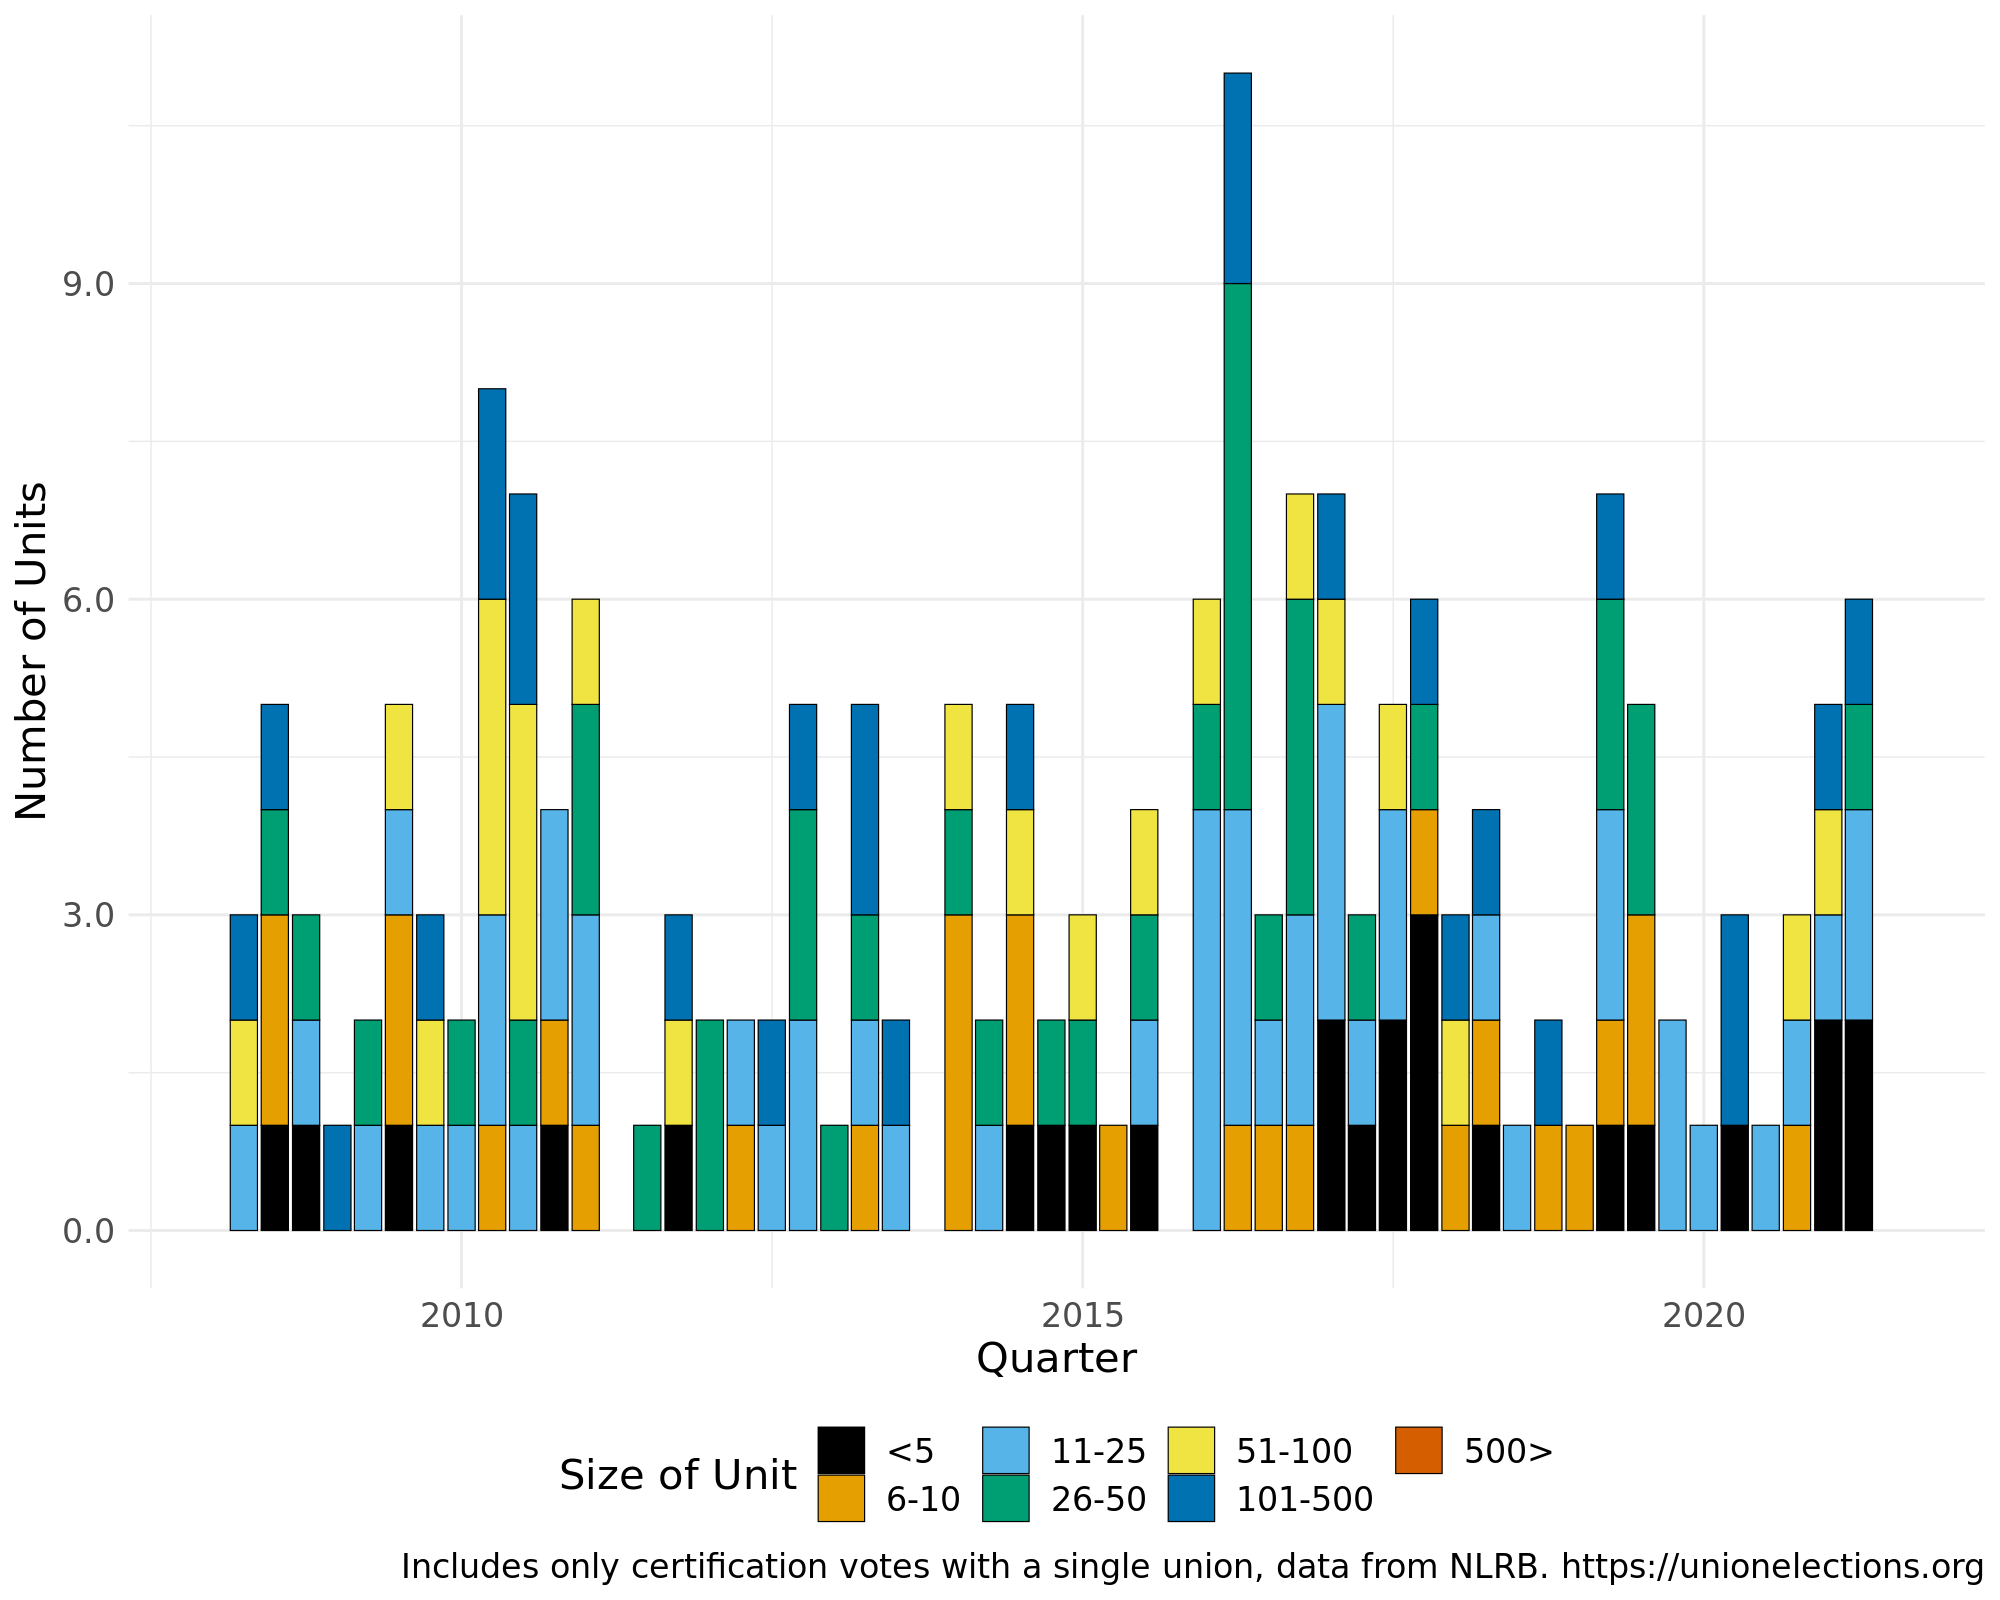 9.0
6.0
3.0
0.0
Number of Units
2010 2015 2020
Quarter
Size of Unit
<5 11-25 51-100 500>
6-10 26-50 101-500
Includes only certification votes with a single union, data from NLRB. https://unionelections.org